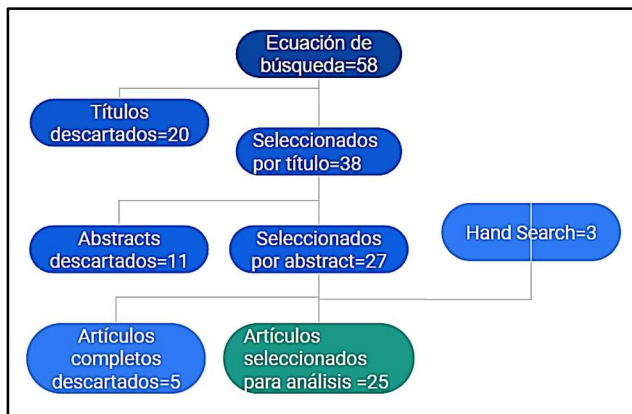 Ecuación de
búsqueda=58
Títulos
descartados=20
Seleccionados
por título=38
Abstracts
descartados=11
Seleccionados
por abstract=27
Hand Search=3
Artículos
completos
descartados=5
Artículos
seleccionados
para análisis =25